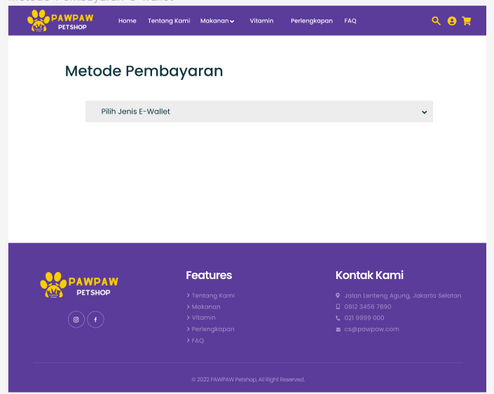 PAWPAW
PETSHOP
Home
Tentang Kami
Makanan
Vitamin
Perlengkapan
FAQ
Metode Pembayaran
Pilih Jenis E-Wallet
PAWPAW
PETSHOP
Features
Tentang Kami
Makanan
Vitamin
Perlengkapan
FAQ
Kontak Kami
Jalan Lenteng Agung, Jakarta Selatan
0812 3456 7890
021 8999 000
cs@pawpaw.com
© 2022 PAWPAW Petshop, All Right Reserved.